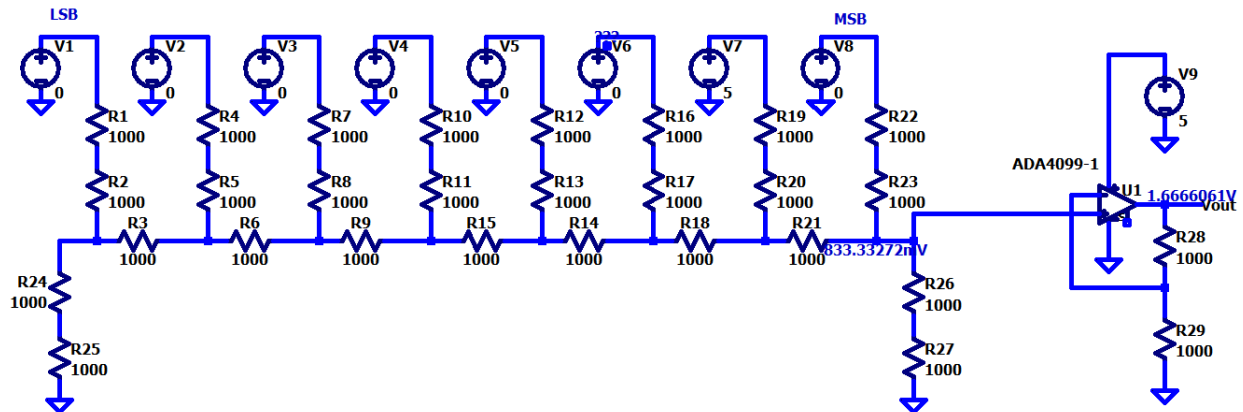 LSB
MSB
V1
0
V2
0
V3
0
V4
0
V5
0
V6
0
V7
5
V8
0
V9
5
R1
1000
R4
1000
R7
1000
R10
1000
R12
1000
R16
1000
R19
1000
R22
1000
R2
1000
R5
1000
R8
1000
R11
1000
R13
1000
R17
1000
R20
1000
R23
1000
ADA4099-1
U1
1.6666061V
Vout
R3
1000
R6
1000
R9
1000
R15
1000
R14
1000
R18
1000
R21
1000
833.33272mV
R24
1000
R25
1000
R26
1000
R27
1000
R28
1000
R29
1000